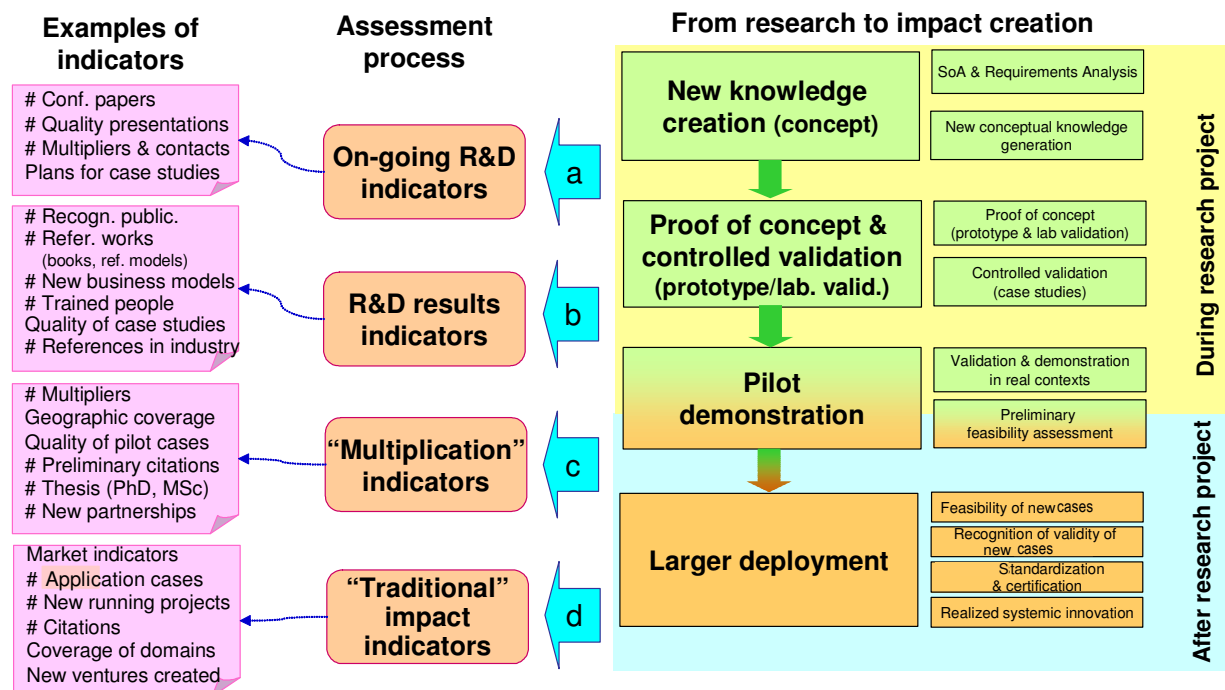 Examples of
indicators
Assessment
process
From research to impact creation
# Conf. papers
# Quality presentations
# Multipliers & contacts
Plans for case studies
On-going R&D
indicators
a
New knowledge
creation (concept)
SoA & Requirements Analysis
New conceptual knowledge
generation
# Recogn. public.
# Refer. works
(books, ref. models)
# New business models
# Trained people
Quality of case studies
# References in industry
R&D results
indicators
b
Proof of concept &
controlled validation
(prototype/lab. valid.)
Proof of concept
(prototype & lab validation)
Controlled validation
(case studies)
# Multipliers
Geographic coverage
Quality of pilot cases
# Preliminary citations
# Thesis (PhD, MSc)
# New partnerships
“Multiplication”
indicators
c
Pilot
demonstration
Validation & demonstration
in real contexts
Preliminary
feasibility assessment
Market indicators
# Application cases
# New running projects
# Citations
Coverage of domains
New ventures created
“Traditional”
impact
indicators
d
Larger deployment
Feasibility of new cases
Recognition of validity of
new cases
Standardization
& certification
Realized systemic innovation
During research project
After research project